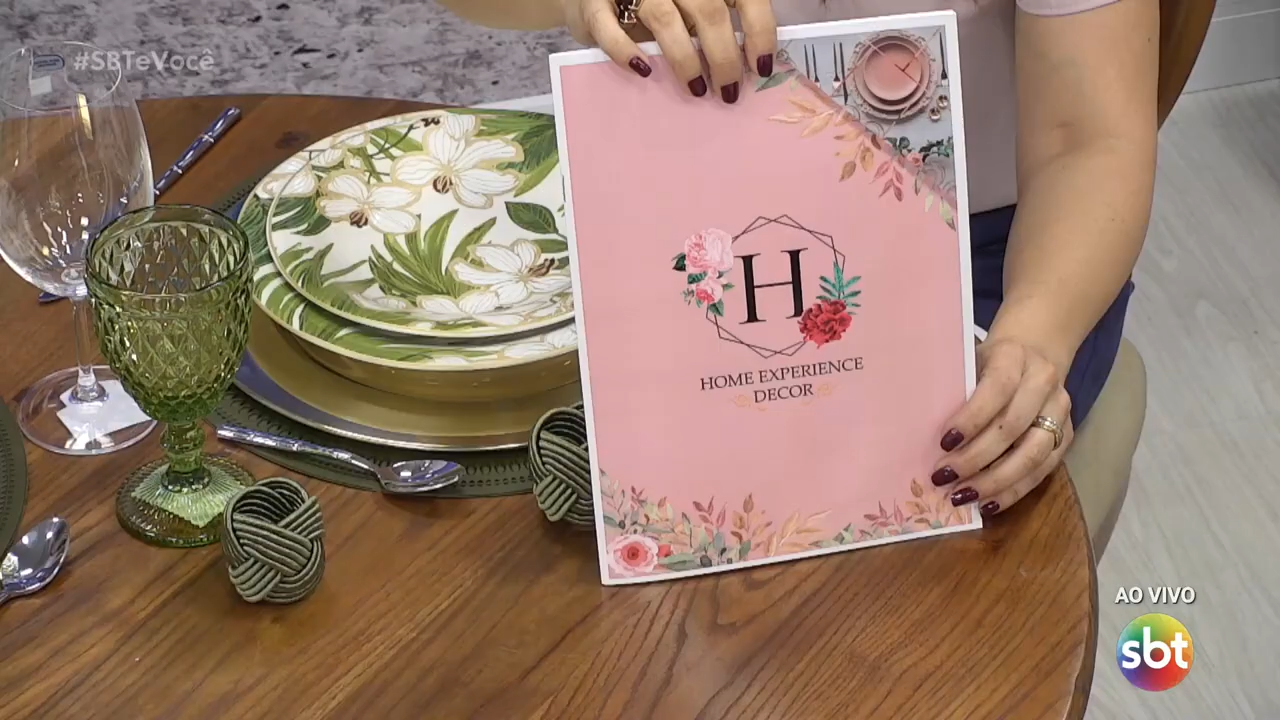 #SBTeVocê
H
HOME EXPERIENCE
DECOR
AO VIVO
sbt